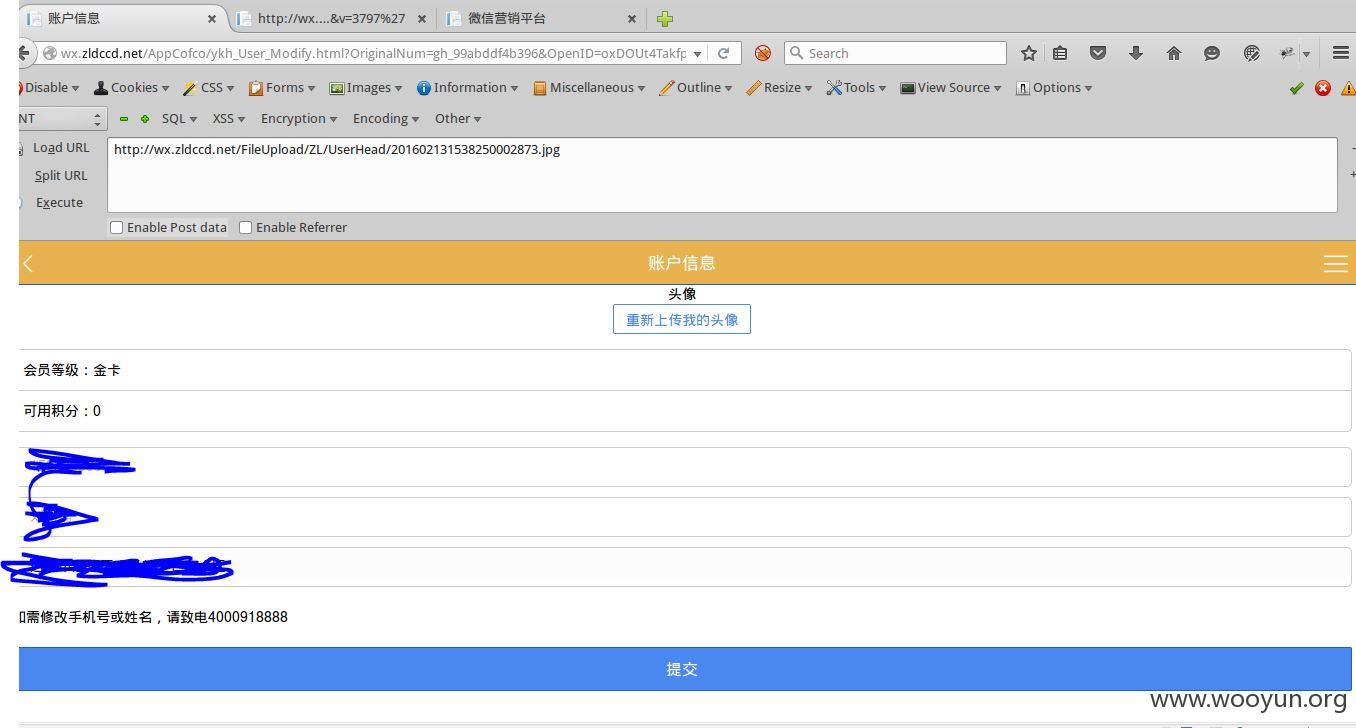 账户信息
http://wx....&v=3797%27
微信营销平台
wx.zldccd.net/AppCofco/ykh_User_Modify.html?OriginalNum=gh_99abddf4b396&OpenID=oxDOUt4Takfp
Search
Disable Cookies CSS Forms Images Information Miscellaneous Outline Resize Tools View Source Options
NT SQL XSS Encryption Encoding Other
Load URL
http://wx.zldccd.net/FileUpload/ZL/UserHead/201602131538250002873.jpg
Split URL
Execute
Enable Post data Enable Referrer
账户信息
头像
重新上传我的头像
会员等级：金卡
可用积分：0
需修改手机号或姓名，请致电4000918888
提交
www.wooyun.org